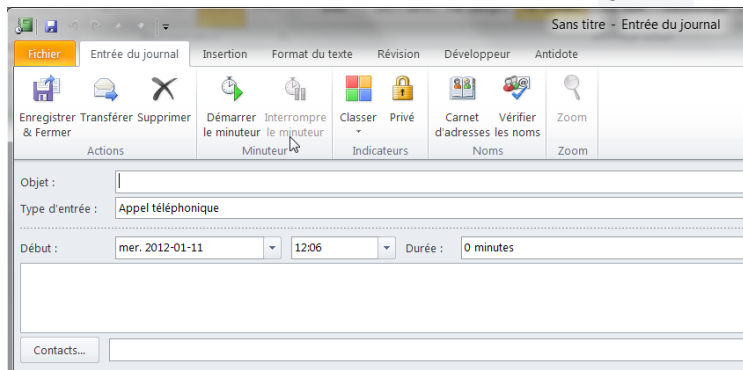 Sans titre - Entrée du journal
Fichier Entrée du journal Insertion Format du texte Révision Développeur Antidote
Enregistrer Transférer Supprimer Démarrer Interrompre Classer Privé Carnet Vérifier Zoom
& Fermer le minuteur le minuteur d'adresses les noms
Actions Minuteur Indicateurs Noms Zoom
Objet :
Type d'entrée : Appel téléphonique
Début : mer. 2012-01-11 12:06 Durée : 0 minutes
Contacts...